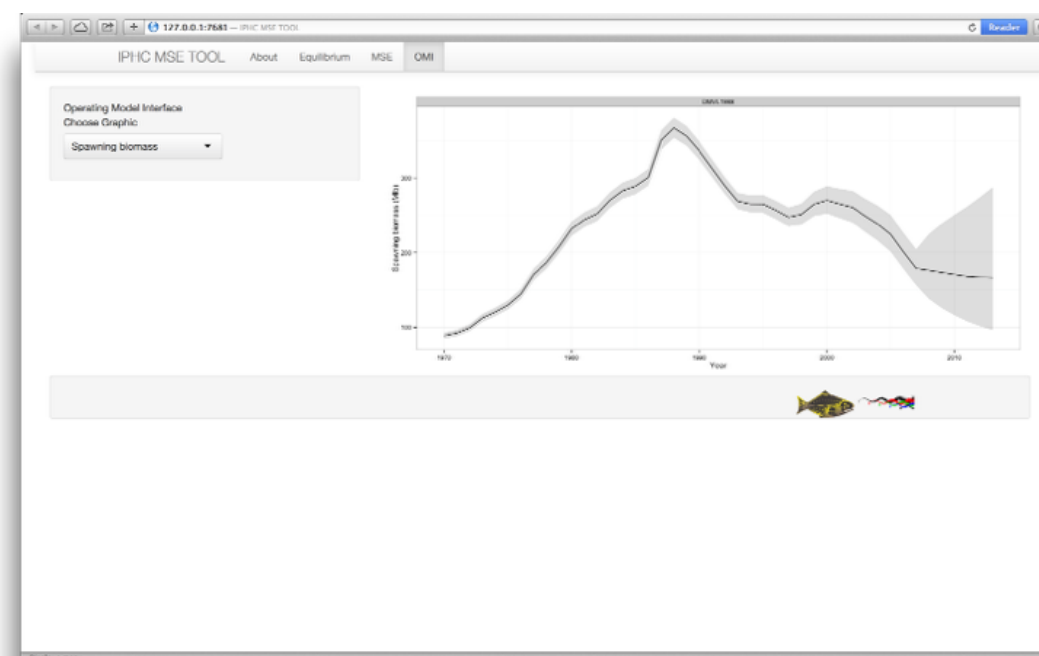 127.0.0.1:7681 — IPHC MSE TOOL
Reader
IPHC MSE TOOL About Equilibrium MSE OMI
Operating Model Interface
Choose Graphic
Spawning biomass
Spawning biomass (Mlb)
300
200
100
1970 1980 1990 2000 2010
Year